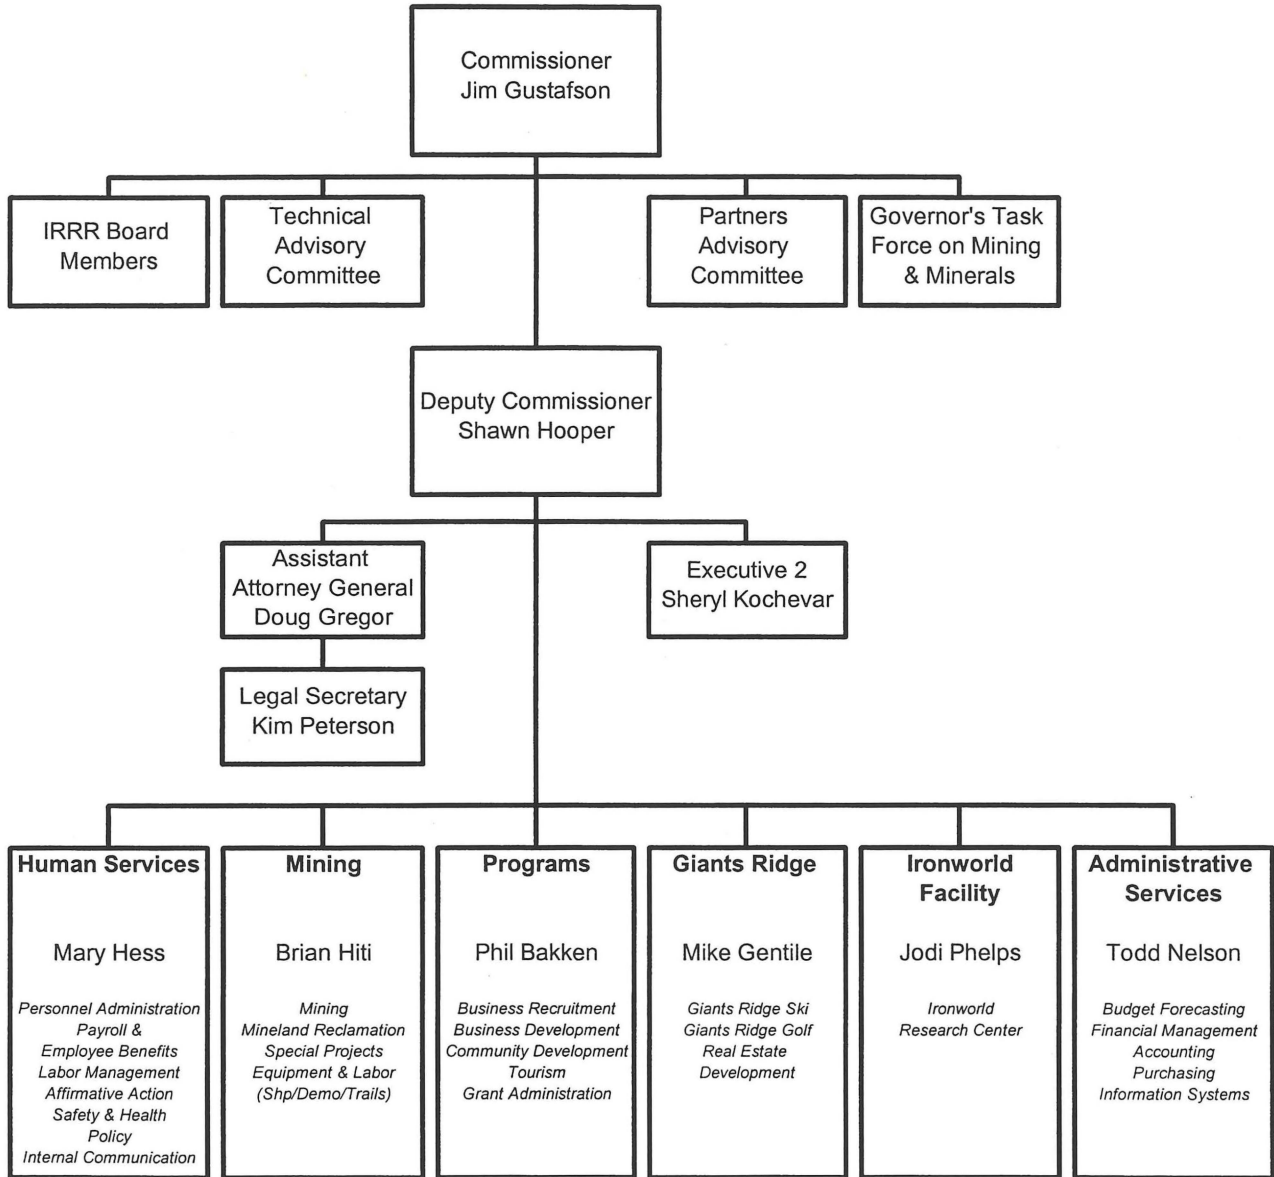 Commissioner
Jim Gustafson
IRRR Board
Members
Technical
Advisory
Committee
Partners
Advisory
Committee
Governor's Task
Force on Mining
& Minerals
Deputy Commissioner
Shawn Hooper
Assistant
Attorney General
Doug Gregor
Executive 2
Sheryl Kochevar
Legal Secretary
Kim Peterson
Human Services
Mary Hess
Personnel Administration
Payroll &
Employee Benefits
Labor Management
Affirmative Action
Safety & Health
Policy
Internal Communication
Mining
Brian Hiti
Mining
Mineland Reclamation
Special Projects
Equipment & Labor
(Shp/Demo/Trails)
Programs
Phil Bakken
Business Recruitment
Business Development
Community Development
Tourism
Grant Administration
Giants Ridge
Mike Gentile
Giants Ridge Ski
Giants Ridge Golf
Real Estate
Development
Ironworld
Facility
Jodi Phelps
Ironworld
Research Center
Administrative
Services
Todd Nelson
Budget Forecasting
Financial Management
Accounting
Purchasing
Information Systems